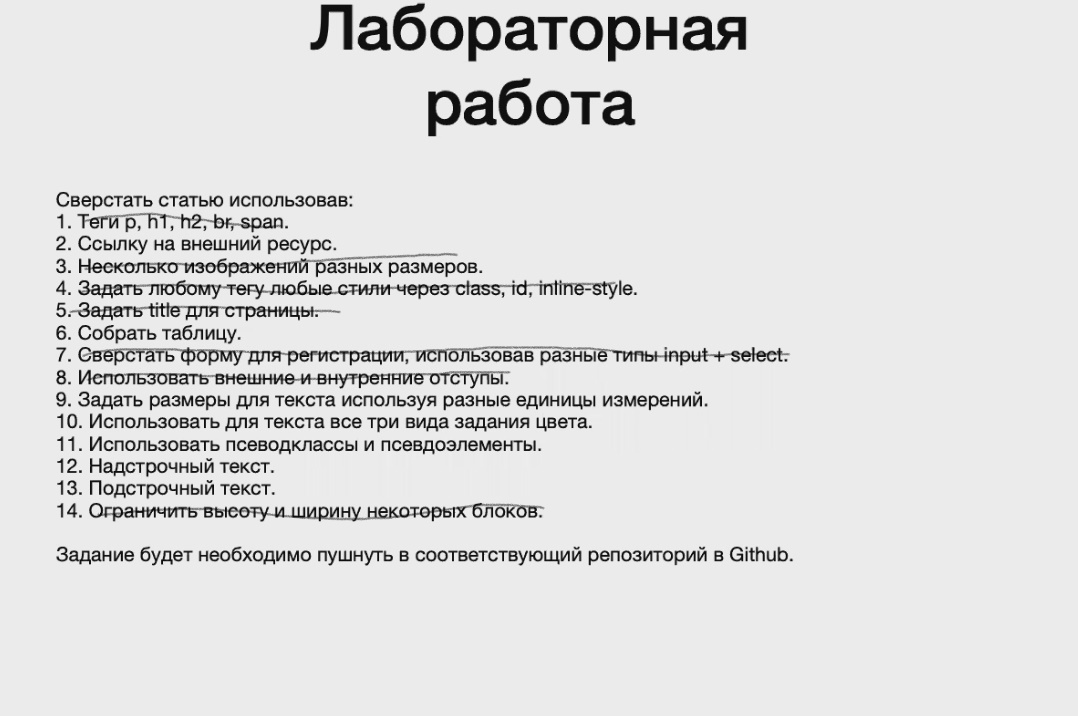 Лабораторная
работа
Сверстать статью использовав:
1. Теги p, h1, h2, br, span.
2. Ссылку на внешний ресурс.
3. Несколько изображений разных размеров.
4. Задать любому тегу любые стили через class, id, inline-style.
5. Задать title для страницы.
6. Собрать таблицу.
7. Сверстать форму для регистрации, использовав разные типы input + select.
8. Использовать внешние и внутренние отступы.
9. Задать размеры для текста используя разные единицы измерений.
10. Использовать для текста все три вида задания цвета.
11. Использовать псеводклассы и псевдоэлементы.
12. Надстрочный текст.
13. Подстрочный текст.
14. Ограничить высоту и ширину некоторых блоков.
Задание будет необходимо пушнуть в соответствующий репозиторий в Github.